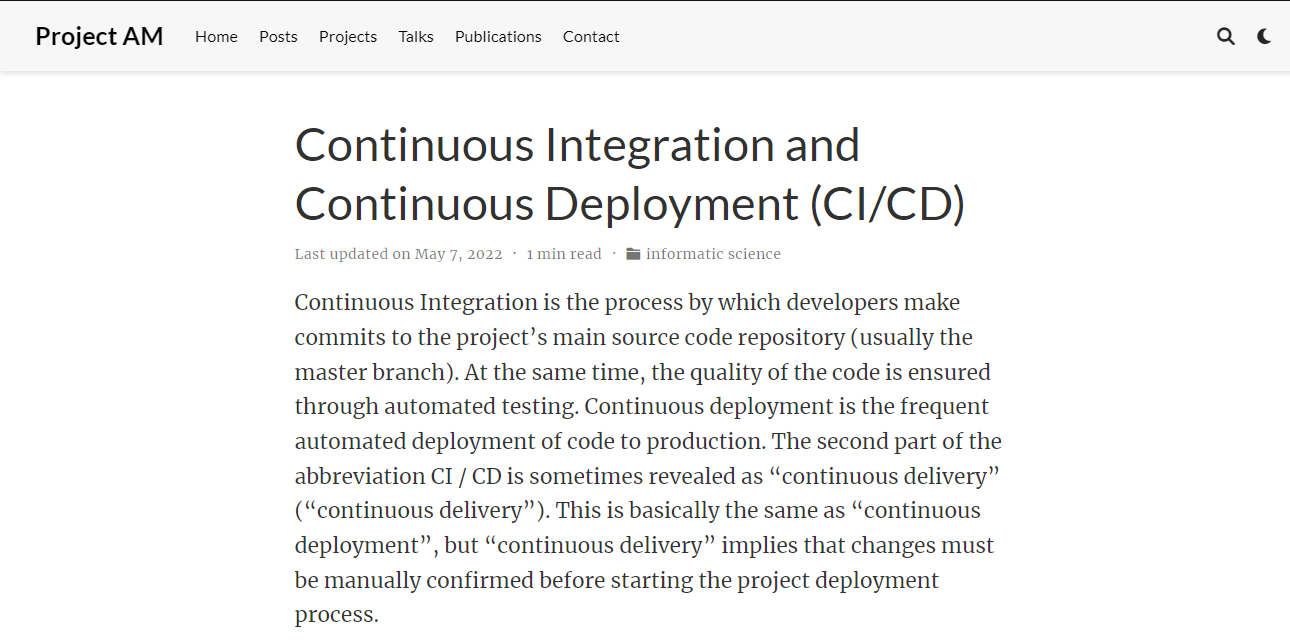 Project AM Home Posts Projects Talks Publications Contact
Continuous Integration and
Continuous Deployment (CI/CD)
Last updated on May 7, 2022 · 1 min read · informatic science
Continuous Integration is the process by which developers make
commits to the project’s main source code repository (usually the
master branch). At the same time, the quality of the code is ensured
through automated testing. Continuous deployment is the frequent
automated deployment of code to production. The second part of the
abbreviation CI / CD is sometimes revealed as “continuous delivery”
(“continuous delivery”). This is basically the same as “continuous
deployment”, but “continuous delivery” implies that changes must
be manually confirmed before starting the project deployment
process.